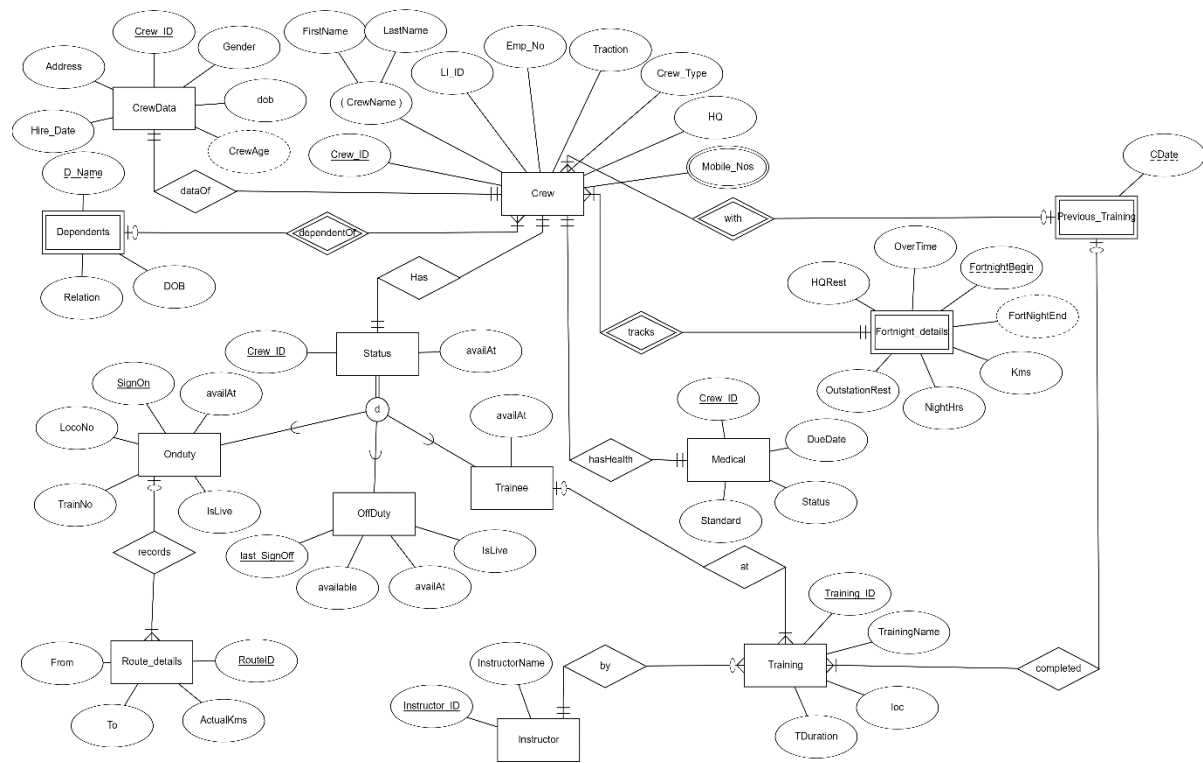 Crew_ID
Gender
Address
dob
CrewData
Hire_Date
CrewAge
FirstName
LastName
( CrewName )
LI_ID
Emp_No
Traction
Crew_Type
HQ
Mobile_Nos
Crew_ID
Crew
dataOf
D_Name
Dependents
dependentOf
Relation
DOB
with
CDate
Previous_Training
OverTime
HQRest
FortnightBegin
FortNightEnd
Fortnight_details
tracks
Kms
OutstationRest
NightHrs
Has
Crew_ID
Status
availAt
d
SignOn
availAt
LocoNo
Onduty
TrainNo
IsLive
availAt
Trainee
OffDuty
last_SignOff
available
availAt
IsLive
hasHealth
Crew_ID
Medical
DueDate
Status
Standard
records
at
From
Route_details
RouteID
To
ActualKms
Training_ID
TrainingName
Training
loc
TDuration
completed
by
InstructorName
Instructor_ID
Instructor